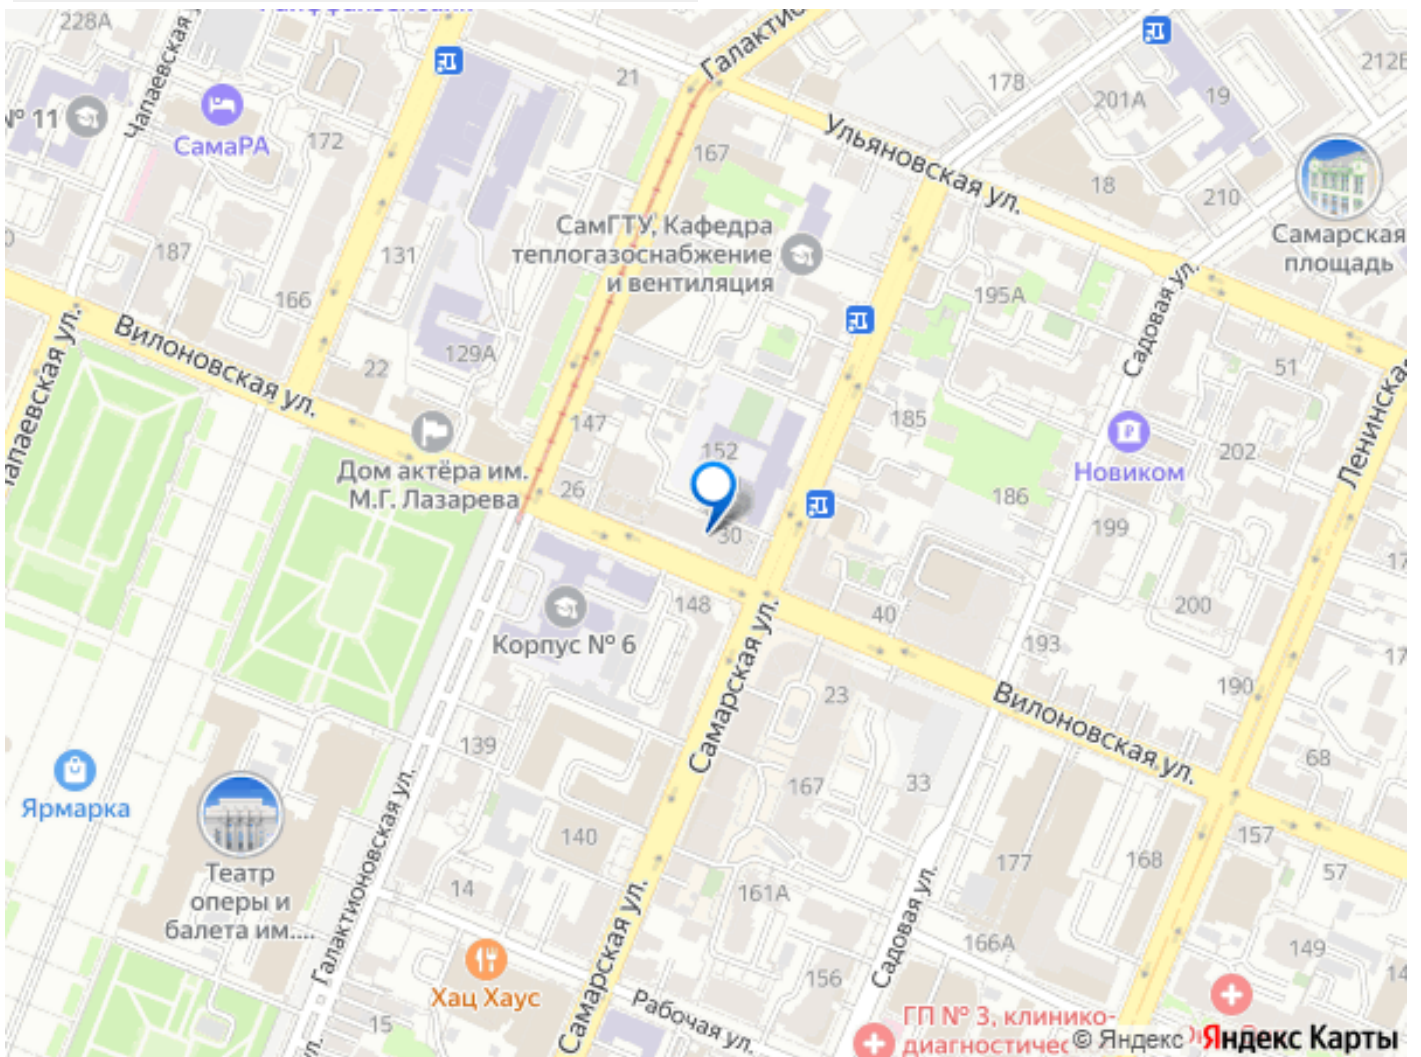 228А
Чапаевская ул.
№ 11
СамаРА
172
21
Галактио
178
201А
19
212В
167
Ульяновская ул.
18
210
Самарская
площадь
СамГТУ, Кафедра
теплогазоснабжение
и вентиляция
187
131
166
195А
Садовая ул.
51
Вилоновская ул.
129А
22
Чапаевская ул.
147
185
152
202
Ленинская
Дом актёра им.
М.Г. Лазарева
26
Новиком
186
199
30
200
148
40
Корпус № 6
193
190
Самарская ул.
23
Вилоновская ул.
139
68
167
33
Ярмарка
Галактионовская ул.
140
157
177
168
57
Театр
оперы и
балета им....
14
161А
Садовая ул.
166А
149
Самарская ул.
Хац Хаус
156
15
Рабочая ул.
ГП № 3, клинико-
диагностичес
© Яндекс
Яндекс Карты